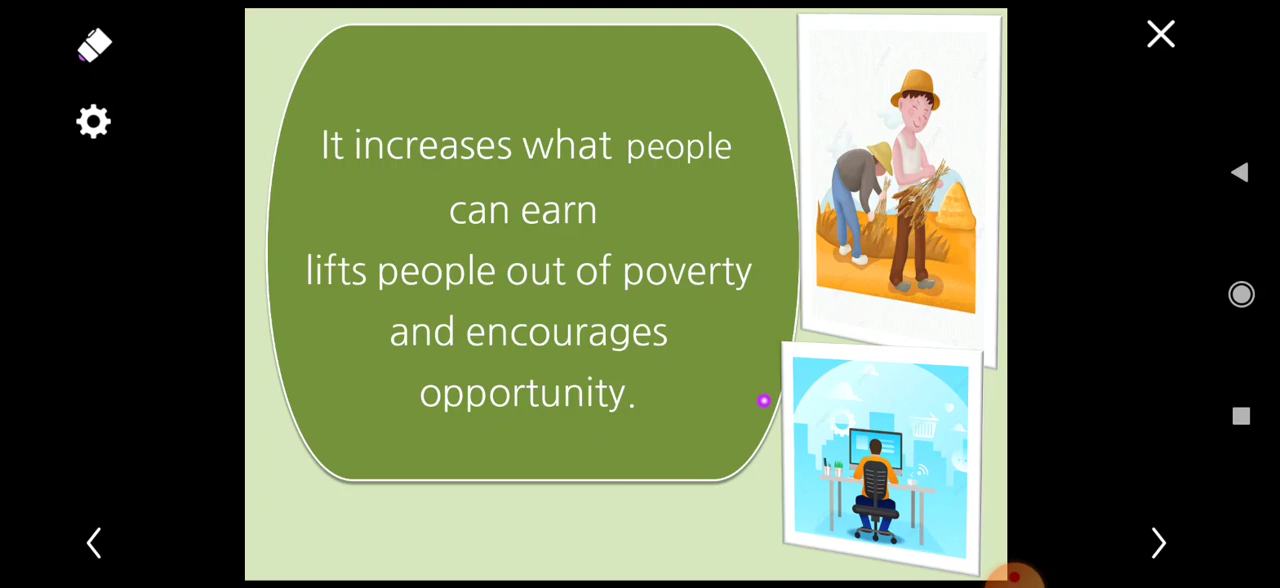 It increases what people
can earn
lifts people out of poverty
and encourages
opportunity.